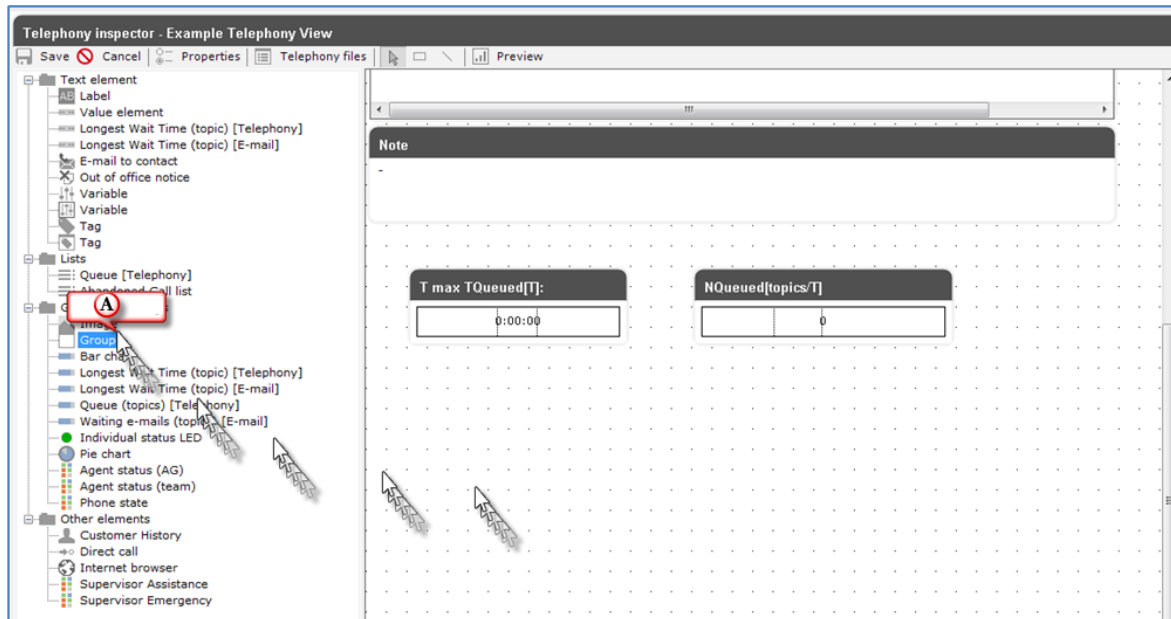 Telephony inspector - Example Telephony View
Save Cancel Properties Telephony files Preview
Text element
AB Label
Value element
Longest Wait Time (topic) [Telephony]
Longest Wait Time (topic) [E-mail]
E-mail to contact
Out of office notice
Variable
Variable
Tag
Tag
Lists
Queue [Telephony]
Abandoned Call list
A
Image
Group
Bar chart
Longest Wait Time (topic) [Telephony]
Longest Wait Time (topic) [E-mail]
Queue (topics) [Telephony]
Waiting e-mails (topics) [E-mail]
Individual status LED
Pie chart
Agent status (AG)
Agent status (team)
Phone state
Other elements
Customer History
Direct call
Internet browser
Supervisor Assistance
Supervisor Emergency
Note
-
T max TQueued[T]:
0:00:00
NQueued[topics/T]
0